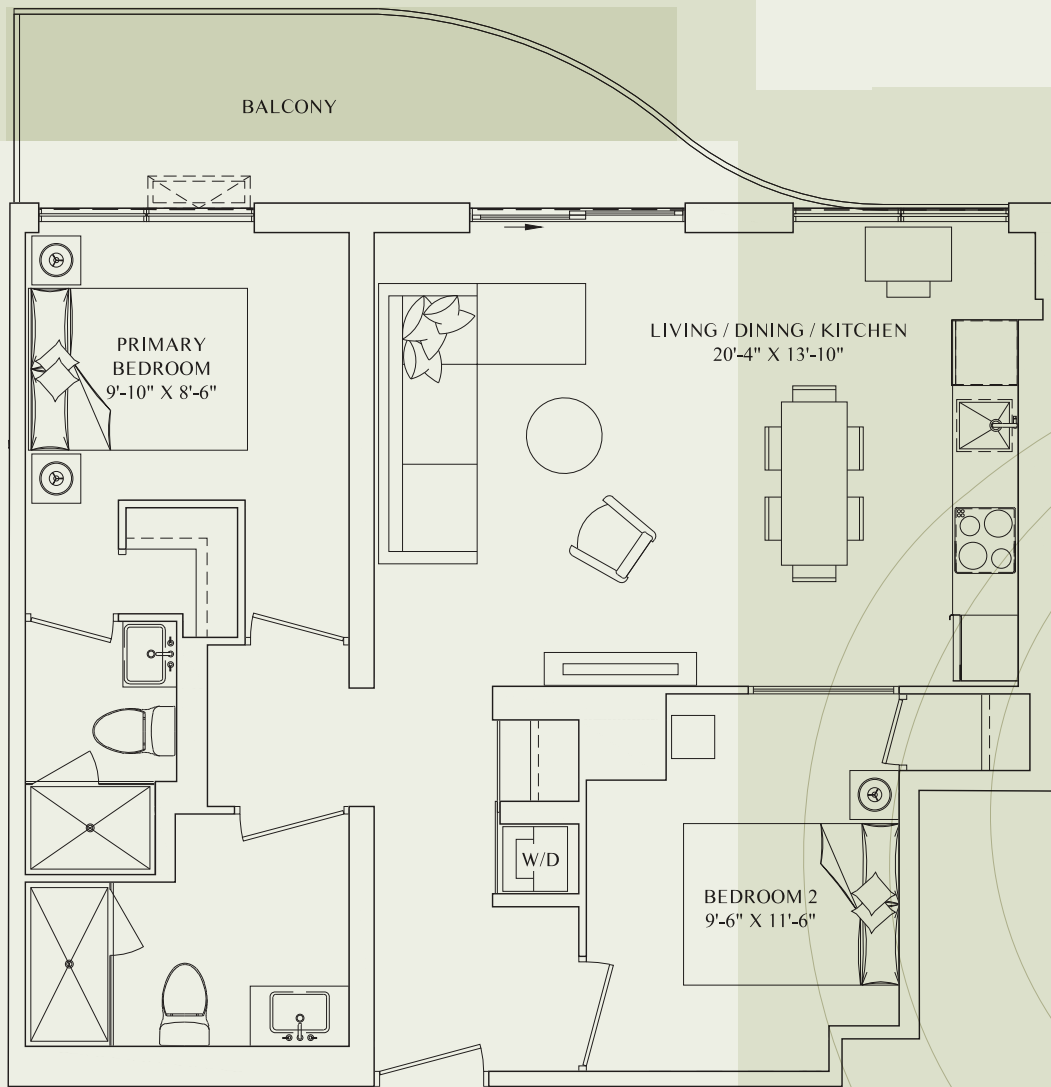 BALCONY
PRIMARY
BEDROOM
9'-10" X 8'-6"
LIVING / DINING / KITCHEN
20'-4" X 13'-10"
W/D
BEDROOM 2
9'-6" X 11'-6"